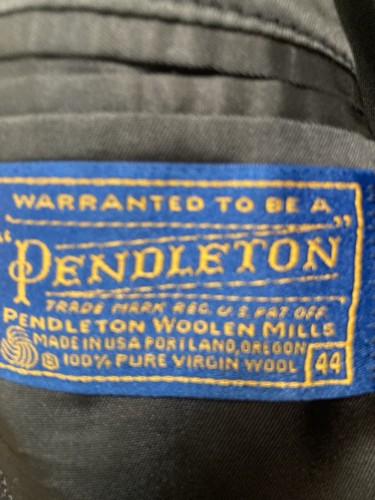 WARRANTED TO BE A
"PENDLETON"
TRADE MARK REG. U.S. PAT. OFF.
PENDLETON WOOLEN MILLS
MADE IN USA PORTLAND, OREGON
® 100% PURE VIRGIN WOOL 44